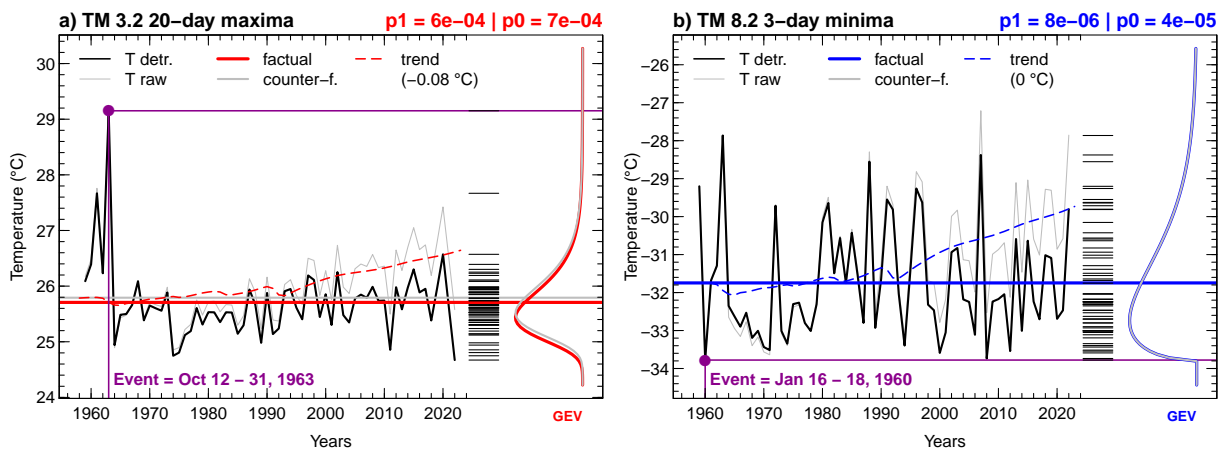 a) TM 3.2 20−day maxima
p1 = 6e−04 | p0 = 7e−04
T detr.
factual
trend
T raw
counter−f.
(−0.08 °C)
Temperature (°C)
30
29
28
27
26
25
24
Event = Oct 12 − 31, 1963
1960 1970 1980 1990 2000 2010 2020
GEV
Years
b) TM 8.2 3−day minima
p1 = 8e−06 | p0 = 4e−05
T detr.
factual
trend
T raw
counter−f.
(0 °C)
Temperature (°C)
−26
−27
−28
−29
−30
−31
−32
−33
−34
Event = Jan 16 − 18, 1960
1960 1970 1980 1990 2000 2010 2020
GEV
Years